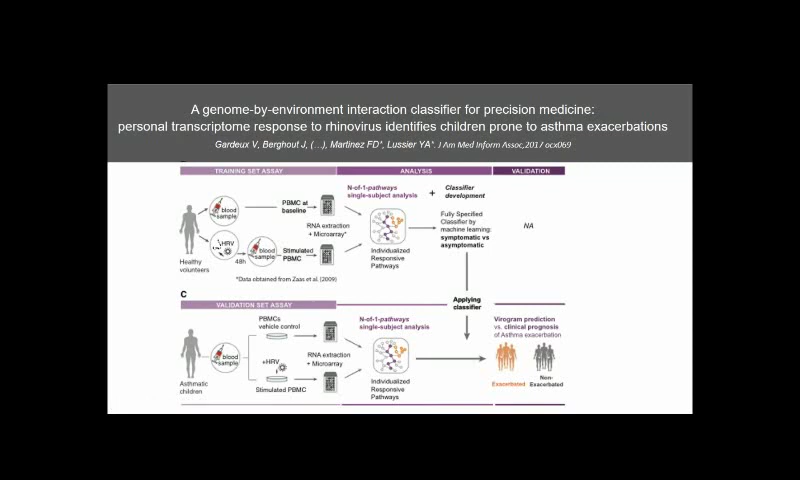 A genome-by-environment interaction classifier for precision medicine:
personal transcriptome response to rhinovirus identifies children prone to asthma exacerbations
Gardeux V, Berghout J, (…), Martinez FD*, Lussier YA*. J Am Med Inform Assoc,2017 ocx069
TRAINING SET ASSAY
ANALYSIS
VALIDATION
blood
sample
PBMC at
baseline
HRV
48h
blood
sample
Stimulated
PBMC
RNA extraction
+ Microarray*
Healthy
volunteers
*Data obtained from Zaas et al. (2009)
N-of-1-pathways
single-subject analysis
+
Classifier
development
Individualized
Responsive
Pathways
Fully Specified
Classifier by
machine learning:
symptomatic vs
asymptomatic
NA
C
VALIDATION SET ASSAY
Applying
classifier
PBMCs
vehicle control
blood
sample
+HRV
Stimulated PBMC
RNA extraction
+ Microarray
Asthmatic
children
N-of-1-pathways
single-subject analysis
Individualized
Responsive
Pathways
Virogram prediction
vs. clinical prognosis
of Asthma exacerbation
Exacerbated
Non-
Exacerbated